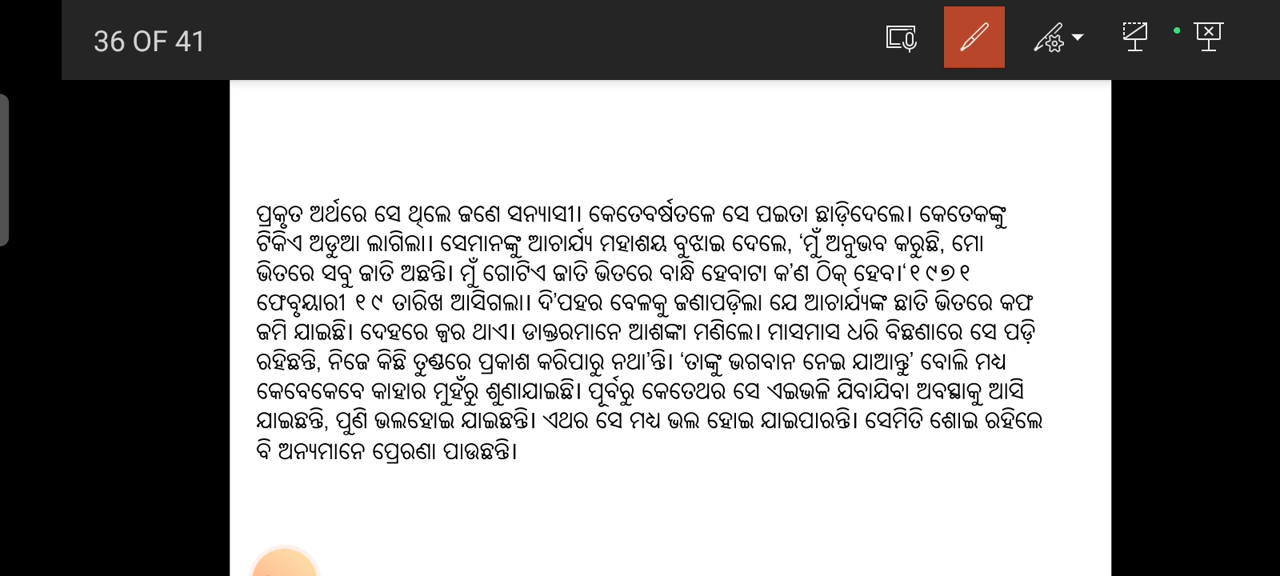 36 OF 41
ପ୍ରକୃତ ଅର୍ଥରେ ସେ ଥିଲେ ଜଣେ ସନ୍ୟାସୀ। କେତେବର୍ଷତଳେ ସେ ପଇତା ଛାଡ଼ିଦେଲେ। କେତେକଙ୍କୁ
ଟିକିଏ ଅଡୁଆ ଲାଗିଲା। ସେମାନଙ୍କୁ ଆଚାର୍ଯ୍ୟ ମହାଶୟ ବୁଝାଇ ଦେଲେ, ‘ମୁଁ ଅନୁଭବ କରୁଛି, ମୋ
ଭିତରେ ସବୁ ଜାତି ଅଛନ୍ତି। ମୁଁ ଗୋଟିଏ ଜାତି ଭିତରେ ବାନ୍ଧି ହେବାଟା କ'ଣ ଠିକ୍ ହେବ।‘୧୯୭୧
ଫେବୃୟାରୀ ୧୯ ତାରିଖ ଆସିଗଲା। ଦି'ପହର ବେଳକୁ ଜଣାପଡ଼ିଲା ଯେ ଆଚାର୍ଯ୍ୟଙ୍କ ଛାତି ଭିତରେ କଫ
ଜମି ଯାଇଛି। ଦେହରେ ଜ୍ଵର ଥାଏ। ଡାକ୍ତରମାନେ ଆଶଙ୍କା ମଣିଲେ। ମାସମାସ ଧରି ବିଛଣାରେ ସେ ପଡ଼ି
ରହିଛନ୍ତି, ନିଜେ କିଛି ତୁଣ୍ଡରେ ପ୍ରକାଶ କରିପାରୁ ନଥା'ନ୍ତି। ‘ତାଙ୍କୁ ଭଗବାନ ନେଇ ଯାଆନ୍ତୁ’ ବୋଲି ମଧ୍ୟ
କେବେକେବେ କାହାର ମୁହଁରୁ ଶୁଣାଯାଇଛି। ପୂର୍ବରୁ କେତେଥର ସେ ଏଇଭଳି ଯିବାଯିବା ଅବସ୍ଥାକୁ ଆସି
ଯାଇଛନ୍ତି, ପୁଣି ଭଲହୋଇ ଯାଇଛନ୍ତି। ଏଥର ସେ ମଧ୍ୟ ଭଲ ହୋଇ ଯାଇପାରନ୍ତି। ସେମିତି ଶୋଇ ରହିଲେ
ବି ଅନ୍ୟମାନେ ପ୍ରେରଣା ପାଉଛନ୍ତି।